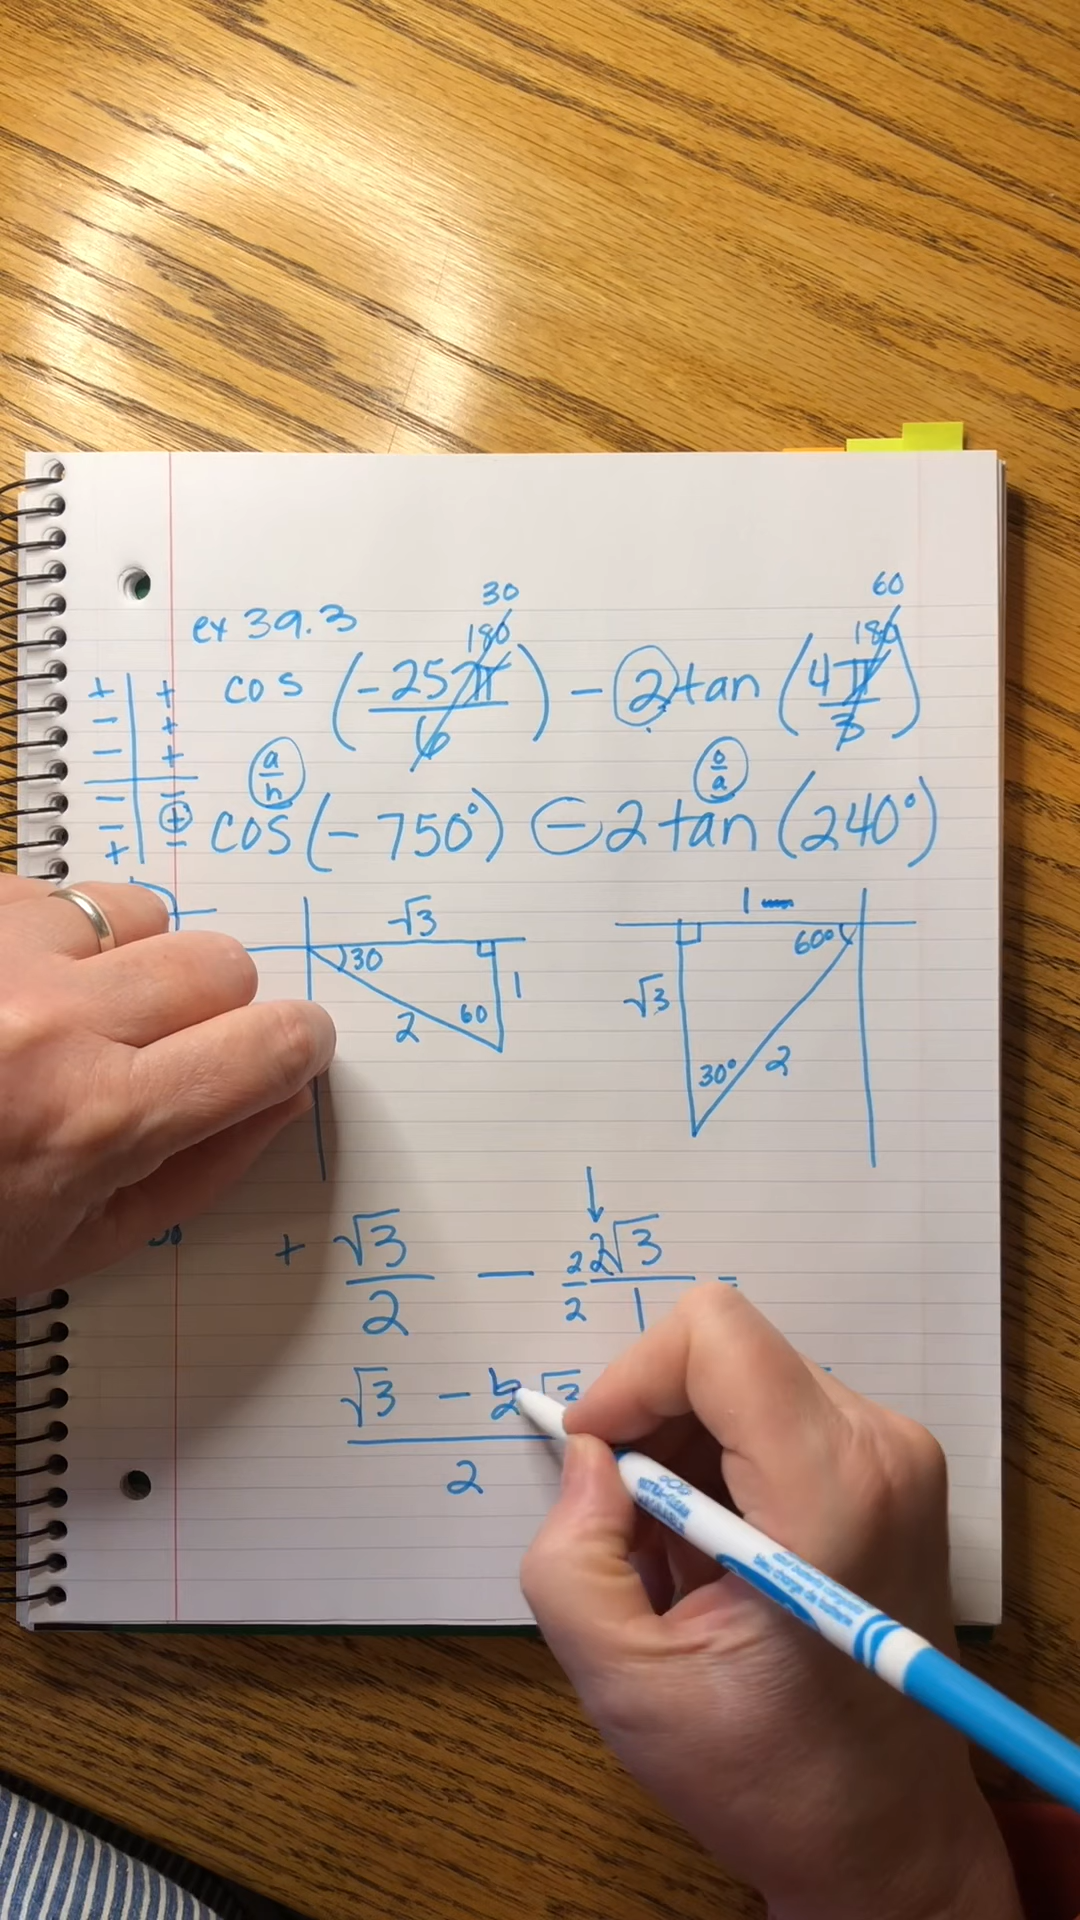 30 60
ex 39.3 180 180
cos (-25π/6) - 2 tan (4π/3)
+ +
- +
- +
- -
- +
+ -
a/h o/a
cos (-750°) - 2 tan (240°)
√3 1
30 60°
1 √3
60
2 30° 2
+ √3/2 - 2/2 2√3/1 =
√3 -
2